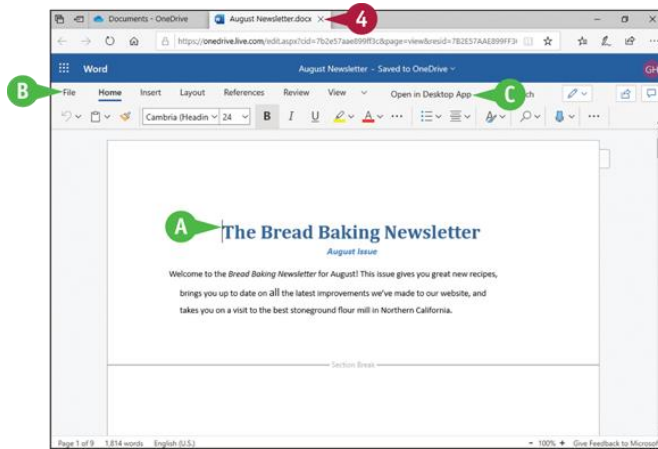 Documents - OneDrive August Newsletter.docx 4
https://onedrive.live.com/edit.aspx?cid=7b2e57aae899ff3c&page=view&resid=7B2E57AAE899FF3
Word August Newsletter - Saved to OneDrive GH
B File Home Insert Layout References Review View Open in Desktop App C
Cambria (Headin 24 B I U A
A The Bread Baking Newsletter
August Issue
Welcome to the Bread Baking Newsletter for August! This issue gives you great new recipes,
brings you up to date on all the latest improvements we've made to our website, and
takes you on a visit to the best stoneground flour mill in Northern California.
Section Break
Page 1 of 9 1,814 words English (U.S.) - 100% + Give Feedback to Microsof